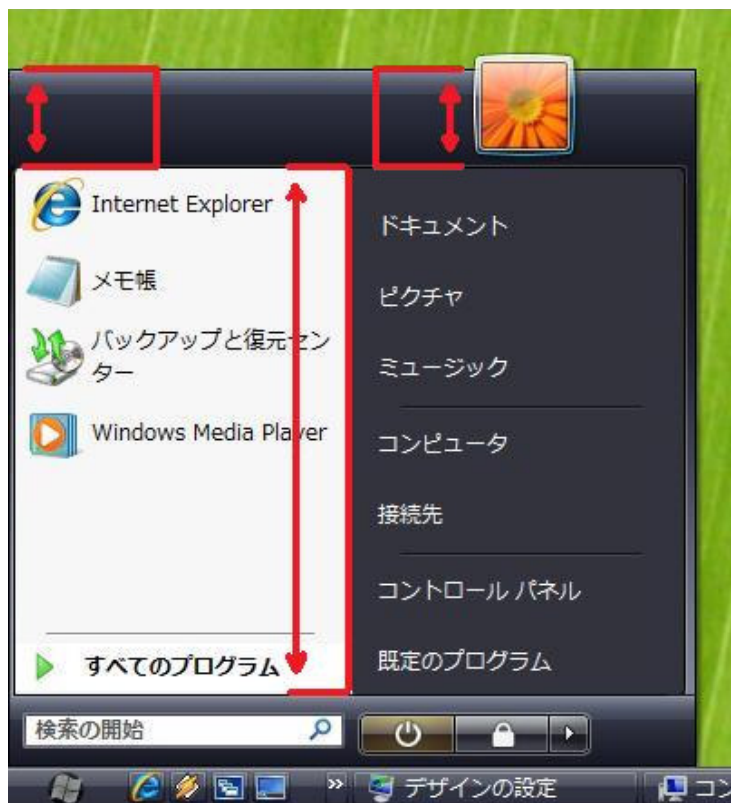 Internet Explorer
メモ帳
バックアップと復元セン
ター
Windows Media Player
すべてのプログラム
検索の開始
ドキュメント
ピクチャ
ミュージック
コンピュータ
接続先
コントロール パネル
既定のプログラム
デザインの設定
コン